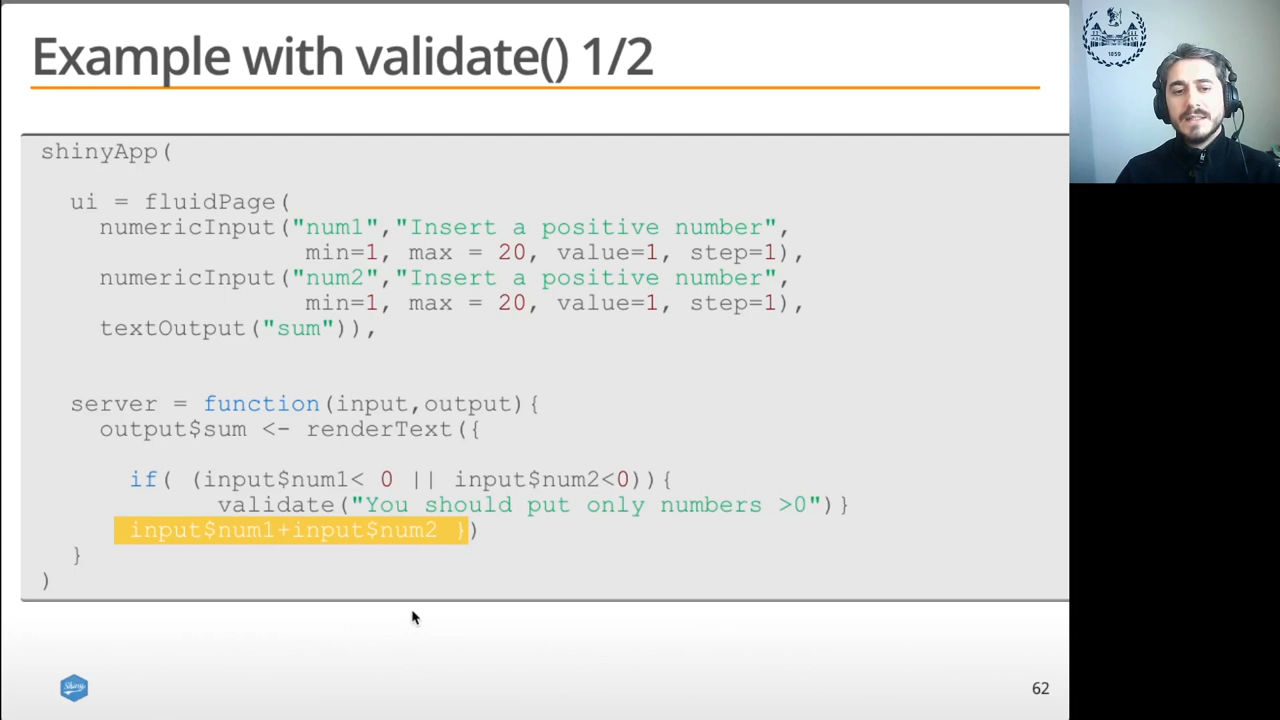 Example with validate() 1/2
shinyApp(
ui = fluidPage(
numericInput("num1","Insert a positive number",
min=1, max = 20, value=1, step=1),
numericInput("num2","Insert a positive number",
min=1, max = 20, value=1, step=1),
textOutput("sum")),
server = function(input,output){
output$sum <- renderText({
if( (input$num1< 0 || input$num2<0)){
validate("You should put only numbers >0")}
input$num1+input$num2 })
}
)
Shiny
62
1859